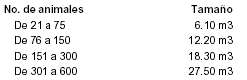 No. de animales Tamaño
De 21 a 75 6.10 m3
De 76 a 150 12.20 m3
De 151 a 300 18.30 m3
De 301 a 600 27.50 m3